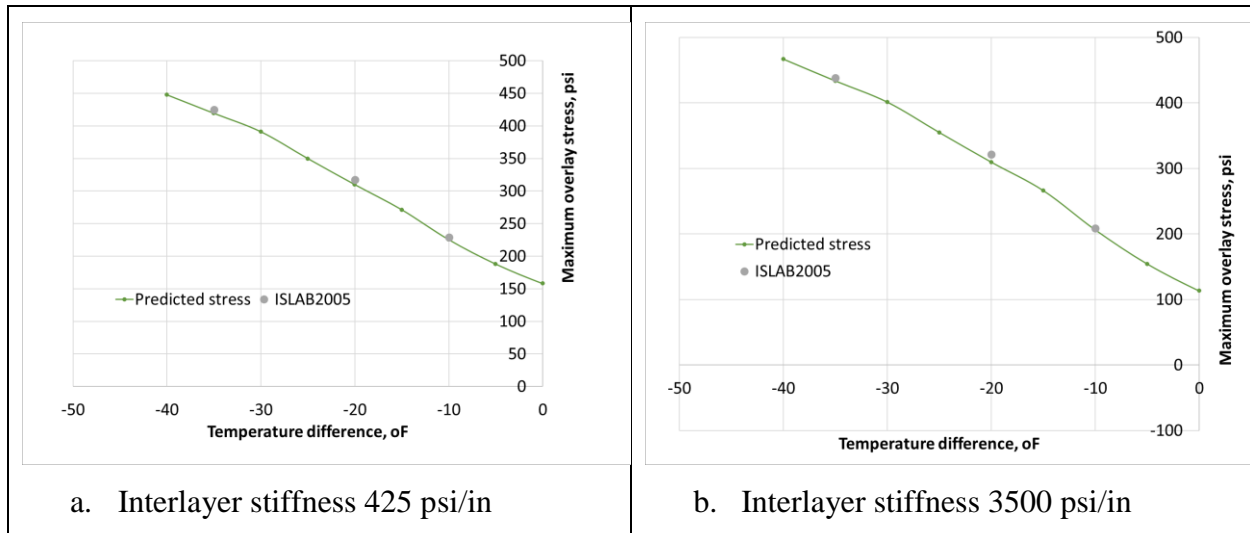 500
450
400
350
300
250
200
150
100
50
0
-50 -40 -30 -20 -10 0
Maximum overlay stress, psi
Temperature difference, oF
Predicted stress ISLAB2005
a. Interlayer stiffness 425 psi/in
500
400
300
200
100
0
-100
-50 -40 -30 -20 -10 0
Maximum overlay stress, psi
Temperature difference, oF
Predicted stress
ISLAB2005
b. Interlayer stiffness 3500 psi/in